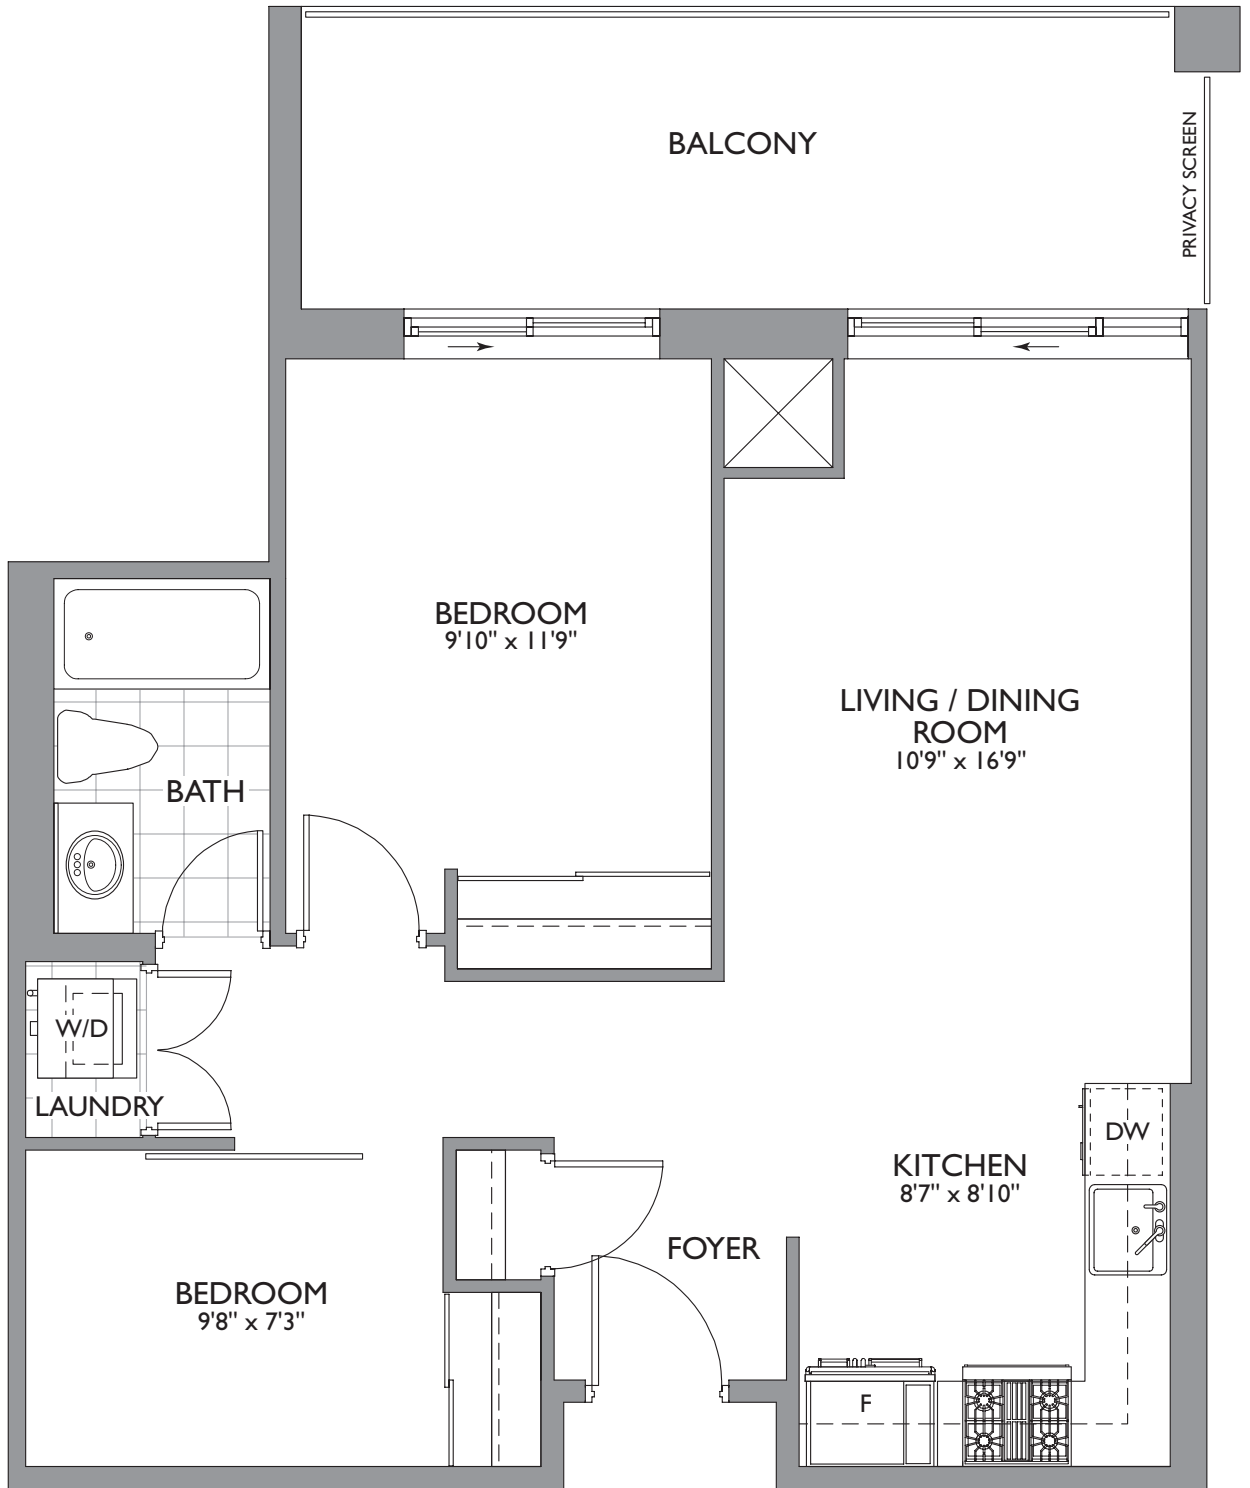 BALCONY
PRIVACY SCREEN
BEDROOM
9'10" x 11'9"
LIVING / DINING
ROOM
10'9" x 16'9"
BATH
W/D
LAUNDRY
DW
KITCHEN
8'7" x 8'10"
FOYER
BEDROOM
9'8" x 7'3"
F